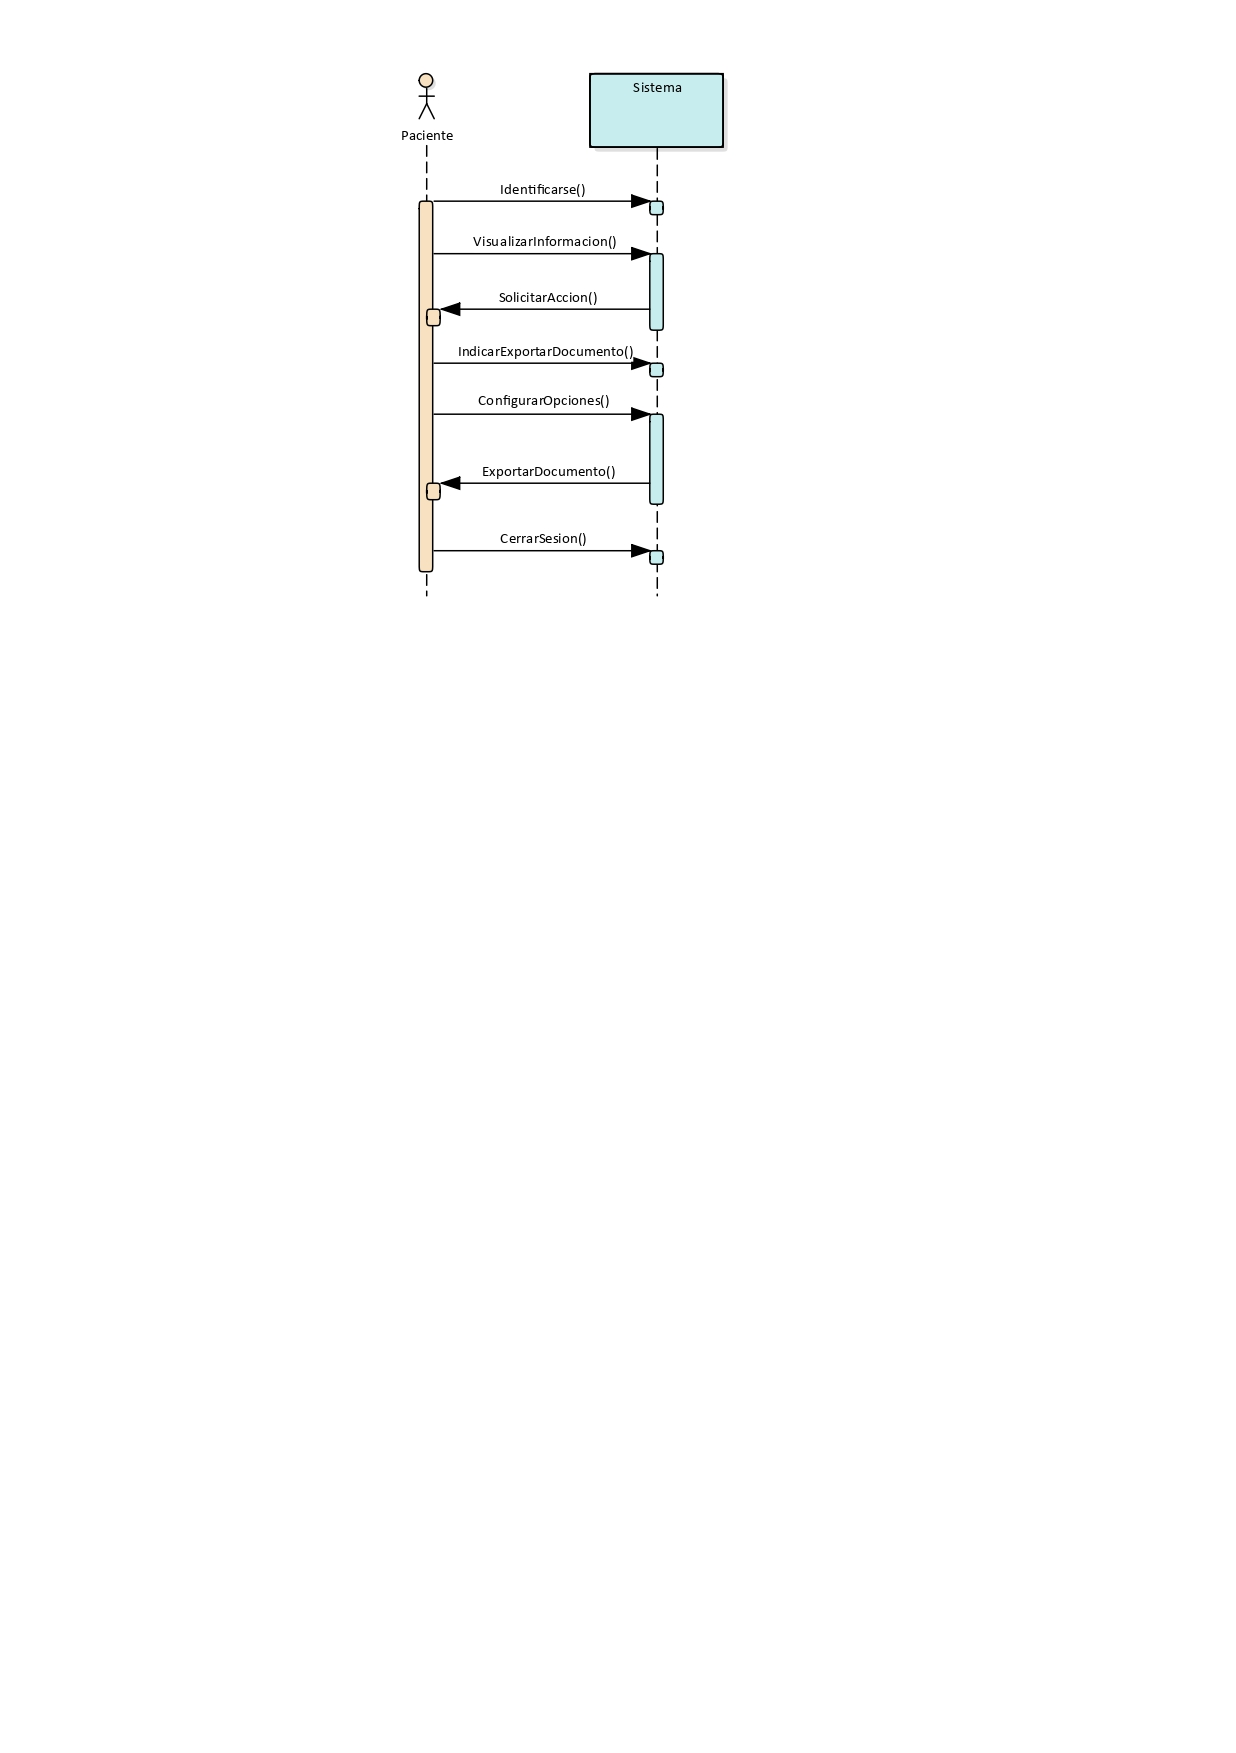 Sistema
Paciente
Identificarse()
VisualizarInformacion()
SolicitarAccion()
IndicarExportarDocumento()
ConfigurarOpciones()
ExportarDocumento()
CerrarSesion()